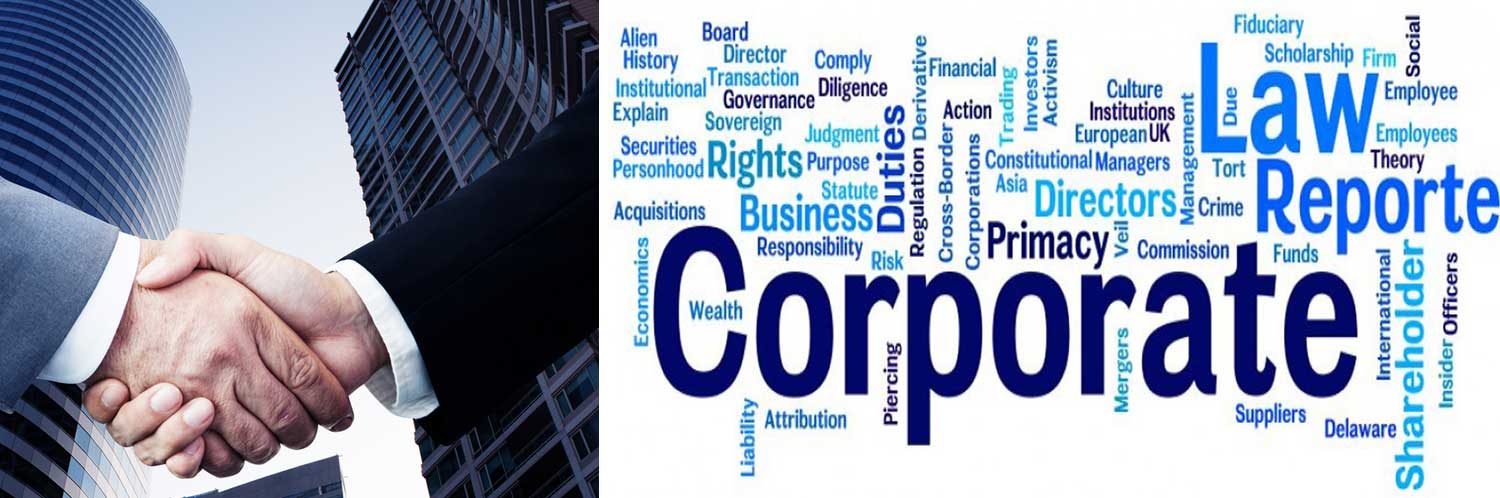 Alien
History
Board
Director
Transaction
Institutional
Explain
Governance
Comply
Diligence
Sovereign
Judgment
Securities
Personhood
Rights
Purpose
Statute
Duties
Acquisitions
Business
Responsibility
Risk
Derivative
Regulation
Financial
Action
Cross-Border
Corporations
Trading
Investors
Activism
Culture
Institutions
European
UK
Constitutional
Managers
Asia
Directors
Management
Primacy
Veil
Commission
Fiduciary
Scholarship
Firm
Social
Law
Due
Employee
Employees
Theory
Tort
Crime
Reporte
Funds
Economics
Corporate
Wealth
Piercing
Mergers
Liability
Attribution
Suppliers
Delaware
International
Shareholder
Insider
Officers